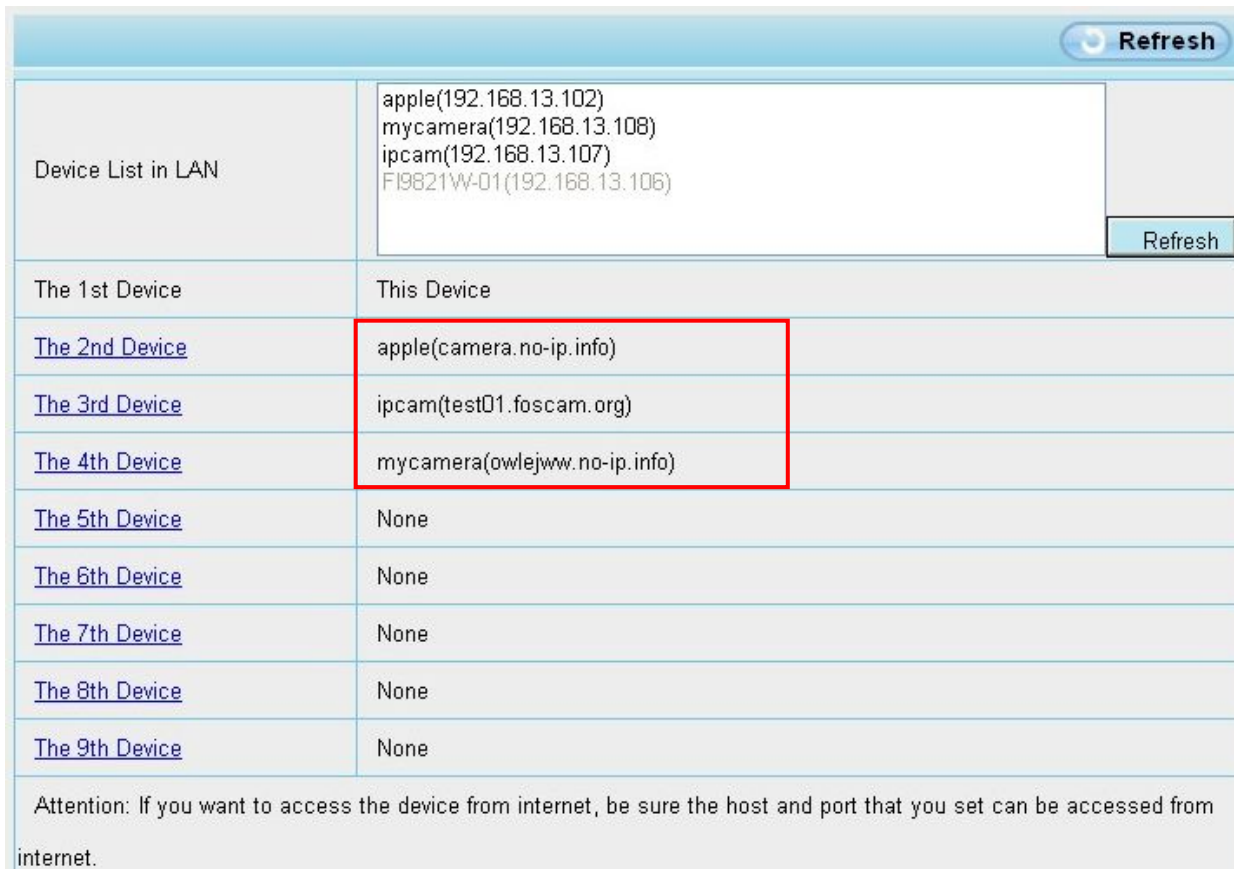 Refresh
Device List in LAN
apple(192.168.13.102)
mycamera(192.168.13.108)
ipcam(192.168.13.107)
FI9821W-01(192.168.13.106)
Refresh
The 1st Device This Device
The 2nd Device apple(camera.no-ip.info)
The 3rd Device ipcam(test01.foscam.org)
The 4th Device mycamera(owlejww.no-ip.info)
The 5th Device None
The 6th Device None
The 7th Device None
The 8th Device None
The 9th Device None
Attention: If you want to access the device from internet, be sure the host and port that you set can be accessed from
internet.